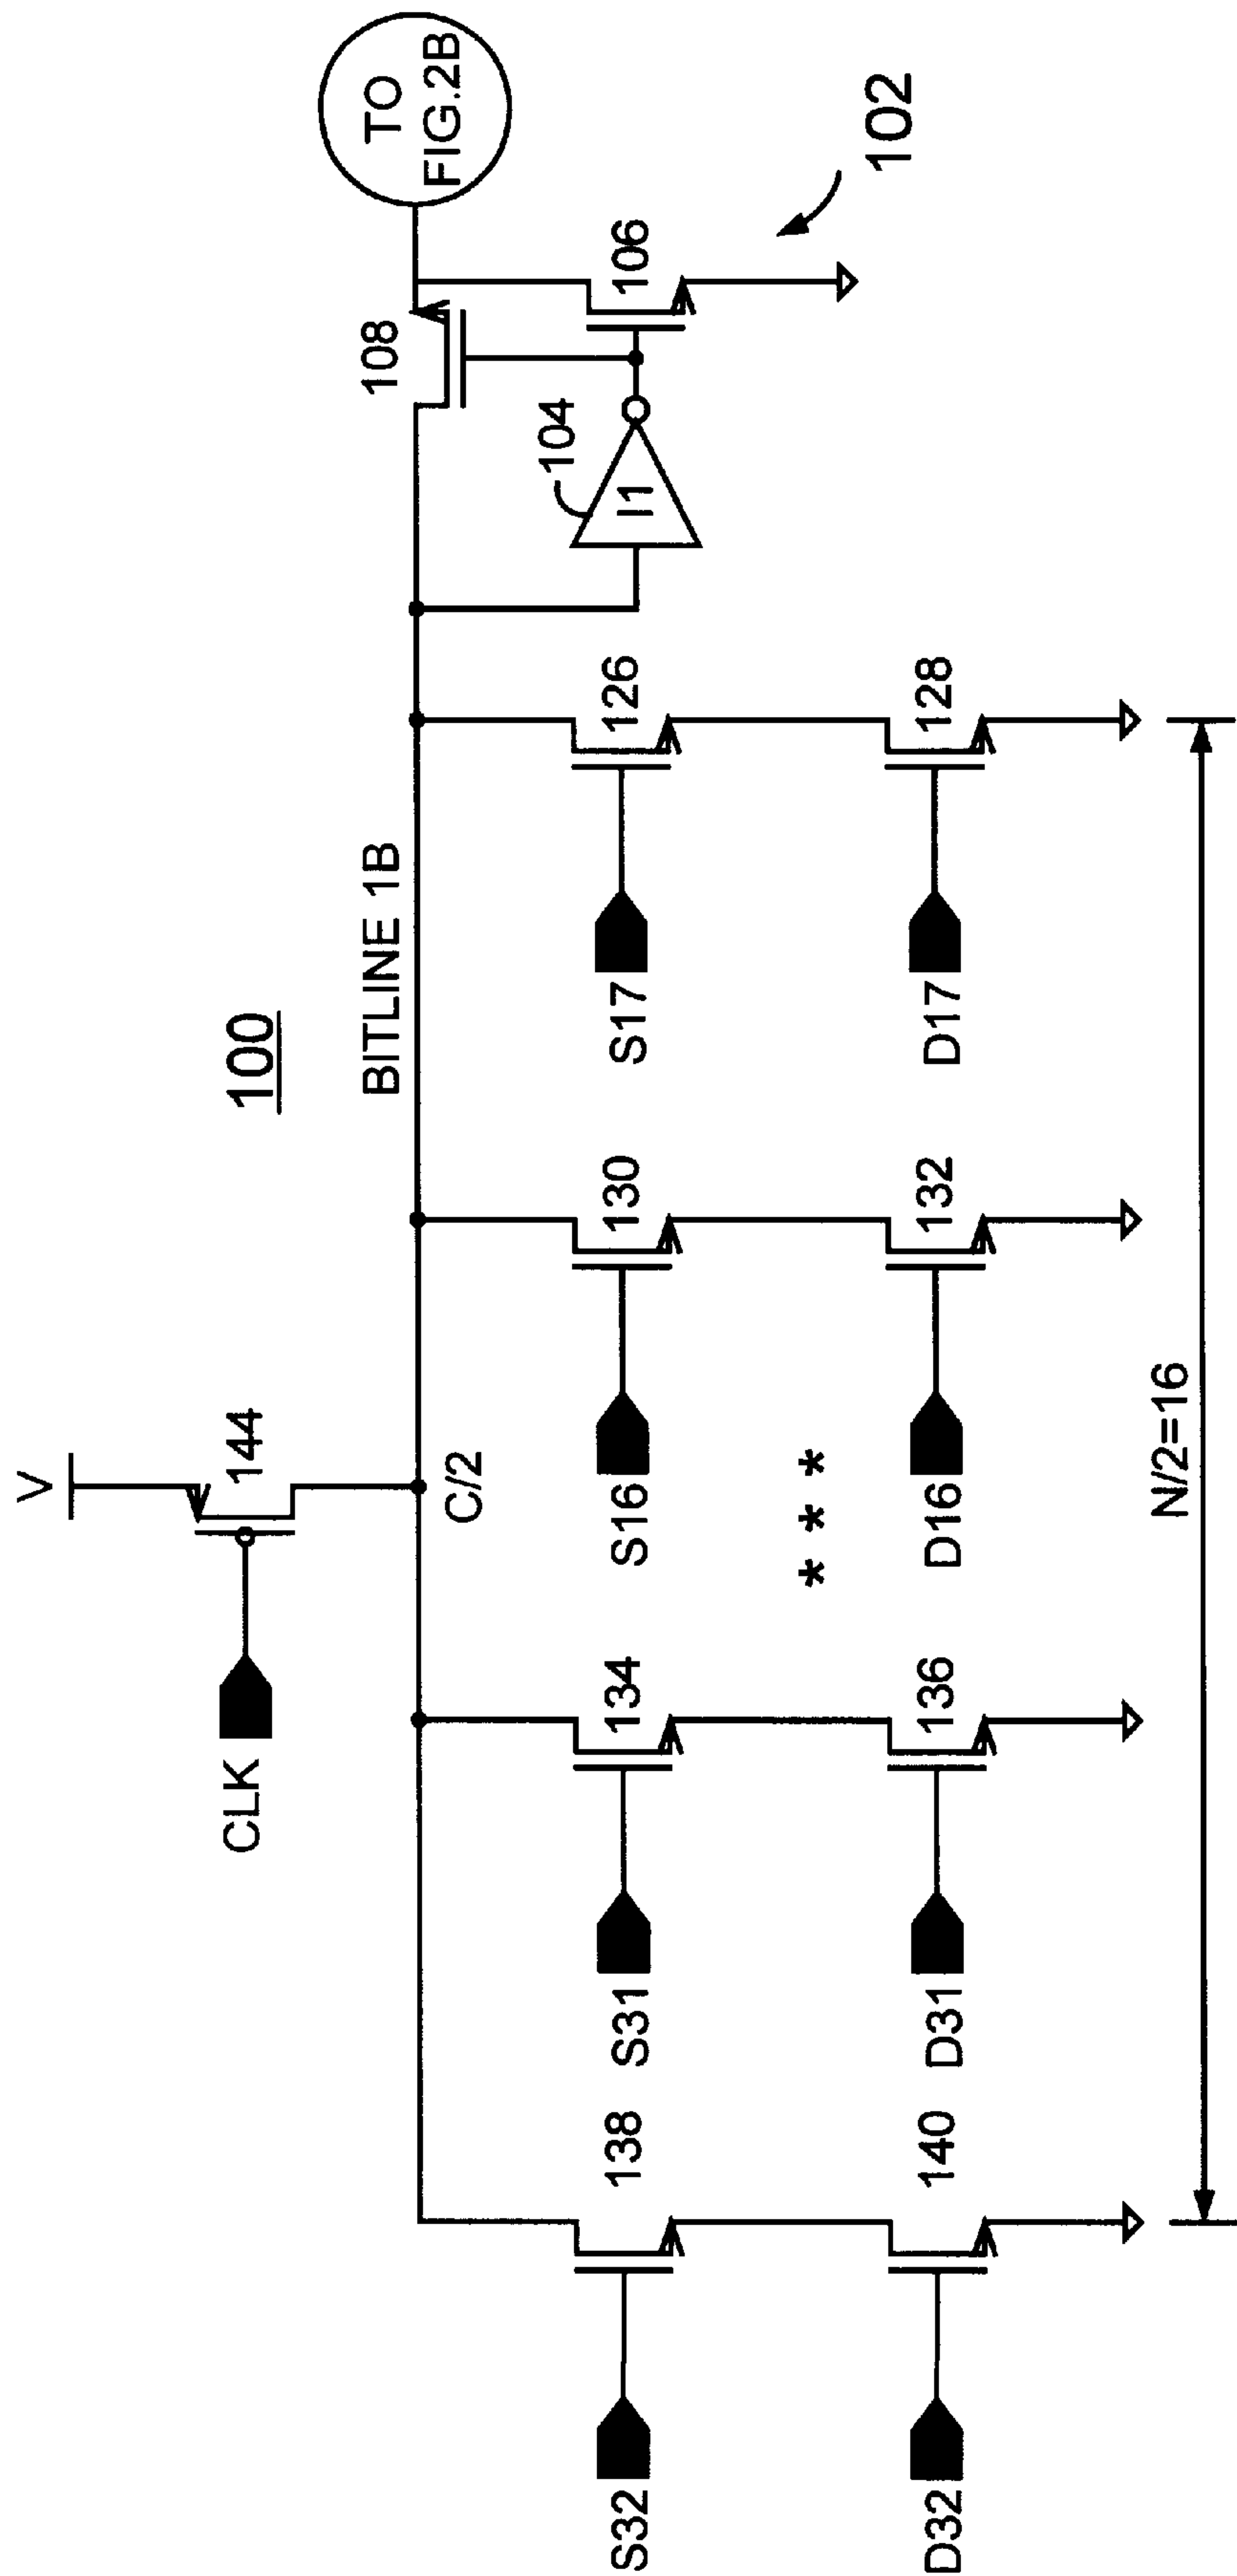 V
144
CLK
100
C/2
BITLINE 1B
108
TO
FIG.2B
138
134
130
126
104
106
I1
102
S32
S31
S16
S17
* * *
140
136
132
128
D32
D31
D16
D17
N/2=16